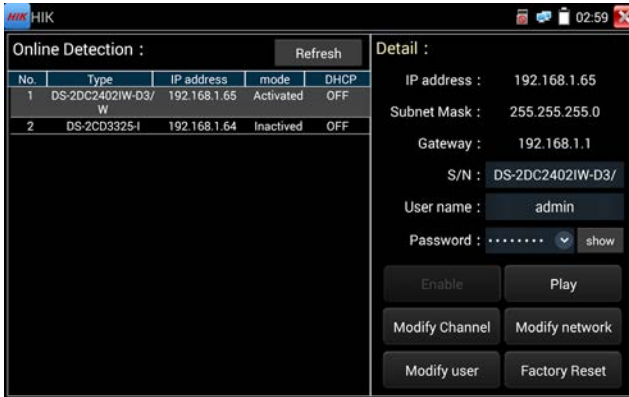 HIK HIK 02:59
Online Detection :
Refresh
No. Type IP address mode DHCP
1 DS-2DC2402IW-D3/ 192.168.1.65 Activated OFF
W
2 DS-2CD3325-I 192.168.1.64 Inactived OFF
Detail :
IP address : 192.168.1.65
Subnet Mask : 255.255.255.0
Gateway : 192.168.1.1
S/N : DS-2DC2402IW-D3/
User name : admin
Password : •••••••• show
Enable Play
Modify Channel Modify network
Modify user Factory Reset